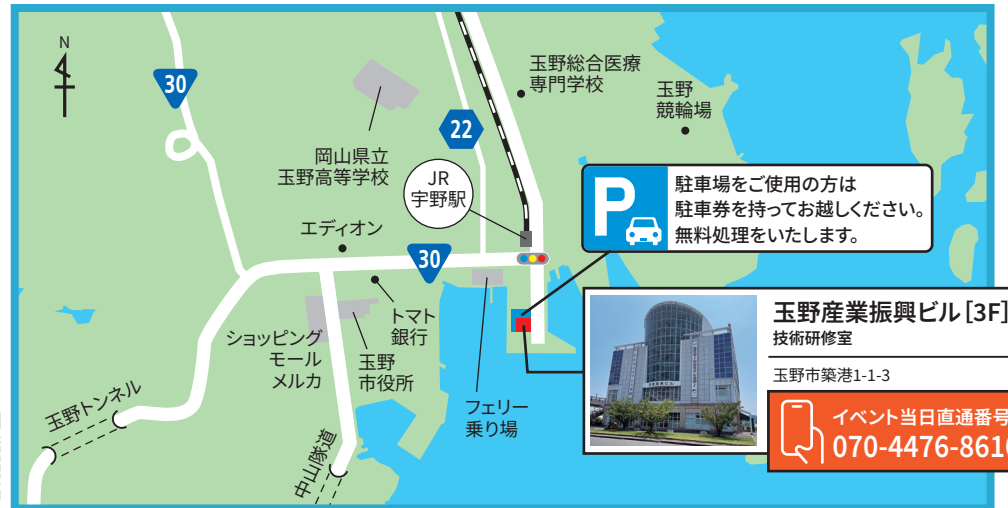 N
30
岡山県立
玉野高等学校
22
JR
宇野駅
玉野総合医療
専門学校
玉野
競輪場
P
駐車場をご使用の方は
駐車券を持ってお越しください。
無料処理をいたします。
エディオン
30
トマト
銀行
ショッピング
モール
メルカ
玉野
市役所
フェリー
乗り場
玉野トンネル
中山隧道
玉野産業振興ビル［3F］
技術研修室
玉野市築港1-1-3
イベント当日直通番号
070-4476-861